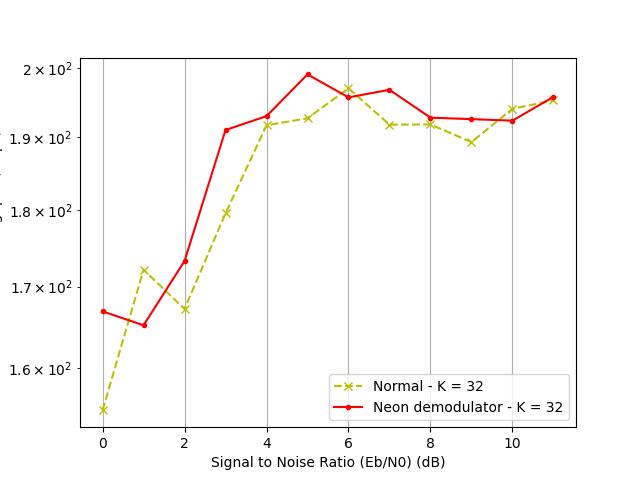 2 × 10²
1.9 × 10²
1.8 × 10²
1.7 × 10²
1.6 × 10²
Normal - K = 32
Neon demodulator - K = 32
0 2 4 6 8 10
Signal to Noise Ratio (Eb/N0) (dB)